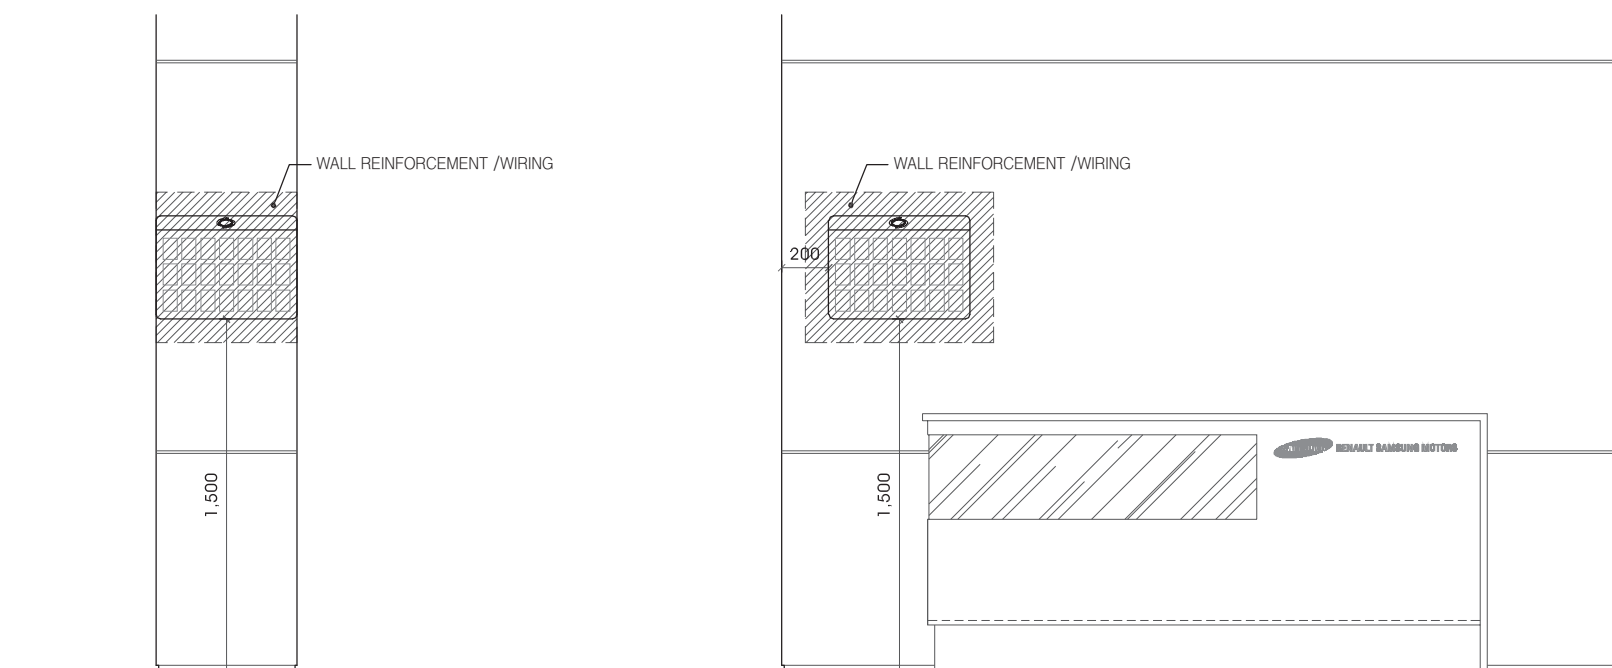 WALL REINFORCEMENT /WIRING
WALL REINFORCEMENT /WIRING
200
1,500
1,500
RENAULT SAMSUNG MOTORS